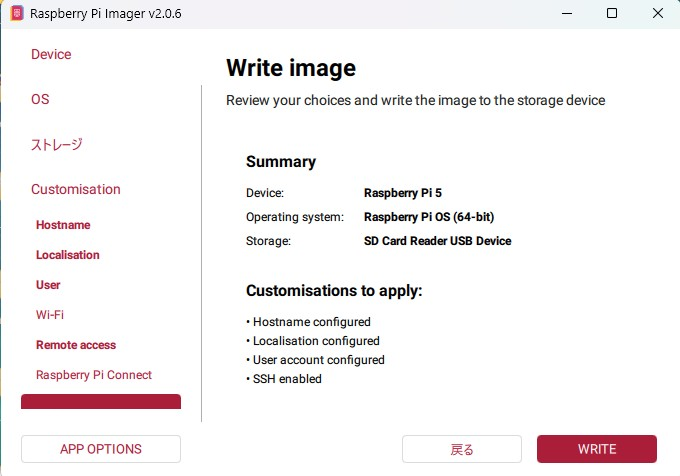 Raspberry Pi Imager v2.0.6
Device
OS
ストレージ
Customisation
Hostname
Localisation
User
Wi-Fi
Remote access
Raspberry Pi Connect
APP OPTIONS
Write image
Review your choices and write the image to the storage device
Summary
Device: Raspberry Pi 5
Operating system: Raspberry Pi OS (64-bit)
Storage: SD Card Reader USB Device
Customisations to apply:
• Hostname configured
• Localisation configured
• User account configured
• SSH enabled
戻る
WRITE